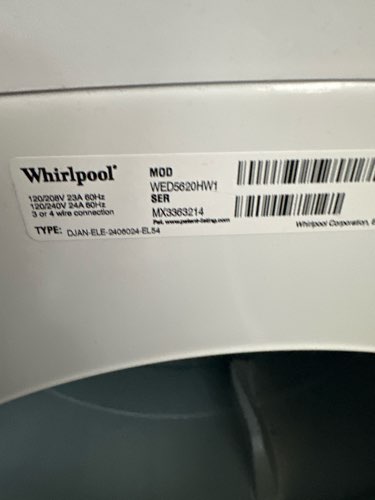 Whirlpool®
MOD
WED5620HW1
120/208V 23A 60Hz
120/240V 24A 60Hz
3 or 4 wire connection
SER
MX3363214
Pat. www.patent-listing.com
Whirlpool Corporation,
TYPE: DJAN-ELE-2406024-EL54